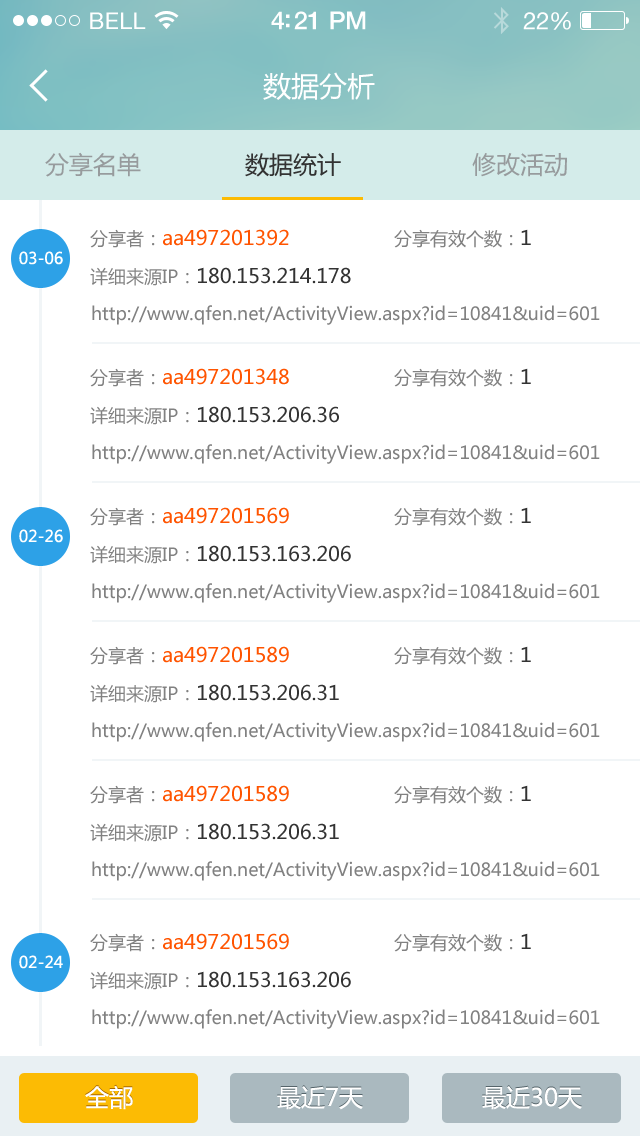 BELL 4:21 PM 22%
数据分析
分享名单 数据统计 修改活动
03-06
分享者：aa497201392 分享有效个数：1
详细来源IP：180.153.214.178
http://www.qfen.net/ActivityView.aspx?id=10841&uid=601
分享者：aa497201348 分享有效个数：1
详细来源IP：180.153.206.36
http://www.qfen.net/ActivityView.aspx?id=10841&uid=601
02-26
分享者：aa497201569 分享有效个数：1
详细来源IP：180.153.163.206
http://www.qfen.net/ActivityView.aspx?id=10841&uid=601
分享者：aa497201589 分享有效个数：1
详细来源IP：180.153.206.31
http://www.qfen.net/ActivityView.aspx?id=10841&uid=601
分享者：aa497201589 分享有效个数：1
详细来源IP：180.153.206.31
http://www.qfen.net/ActivityView.aspx?id=10841&uid=601
02-24
分享者：aa497201569 分享有效个数：1
详细来源IP：180.153.163.206
http://www.qfen.net/ActivityView.aspx?id=10841&uid=601
全部 最近7天 最近30天